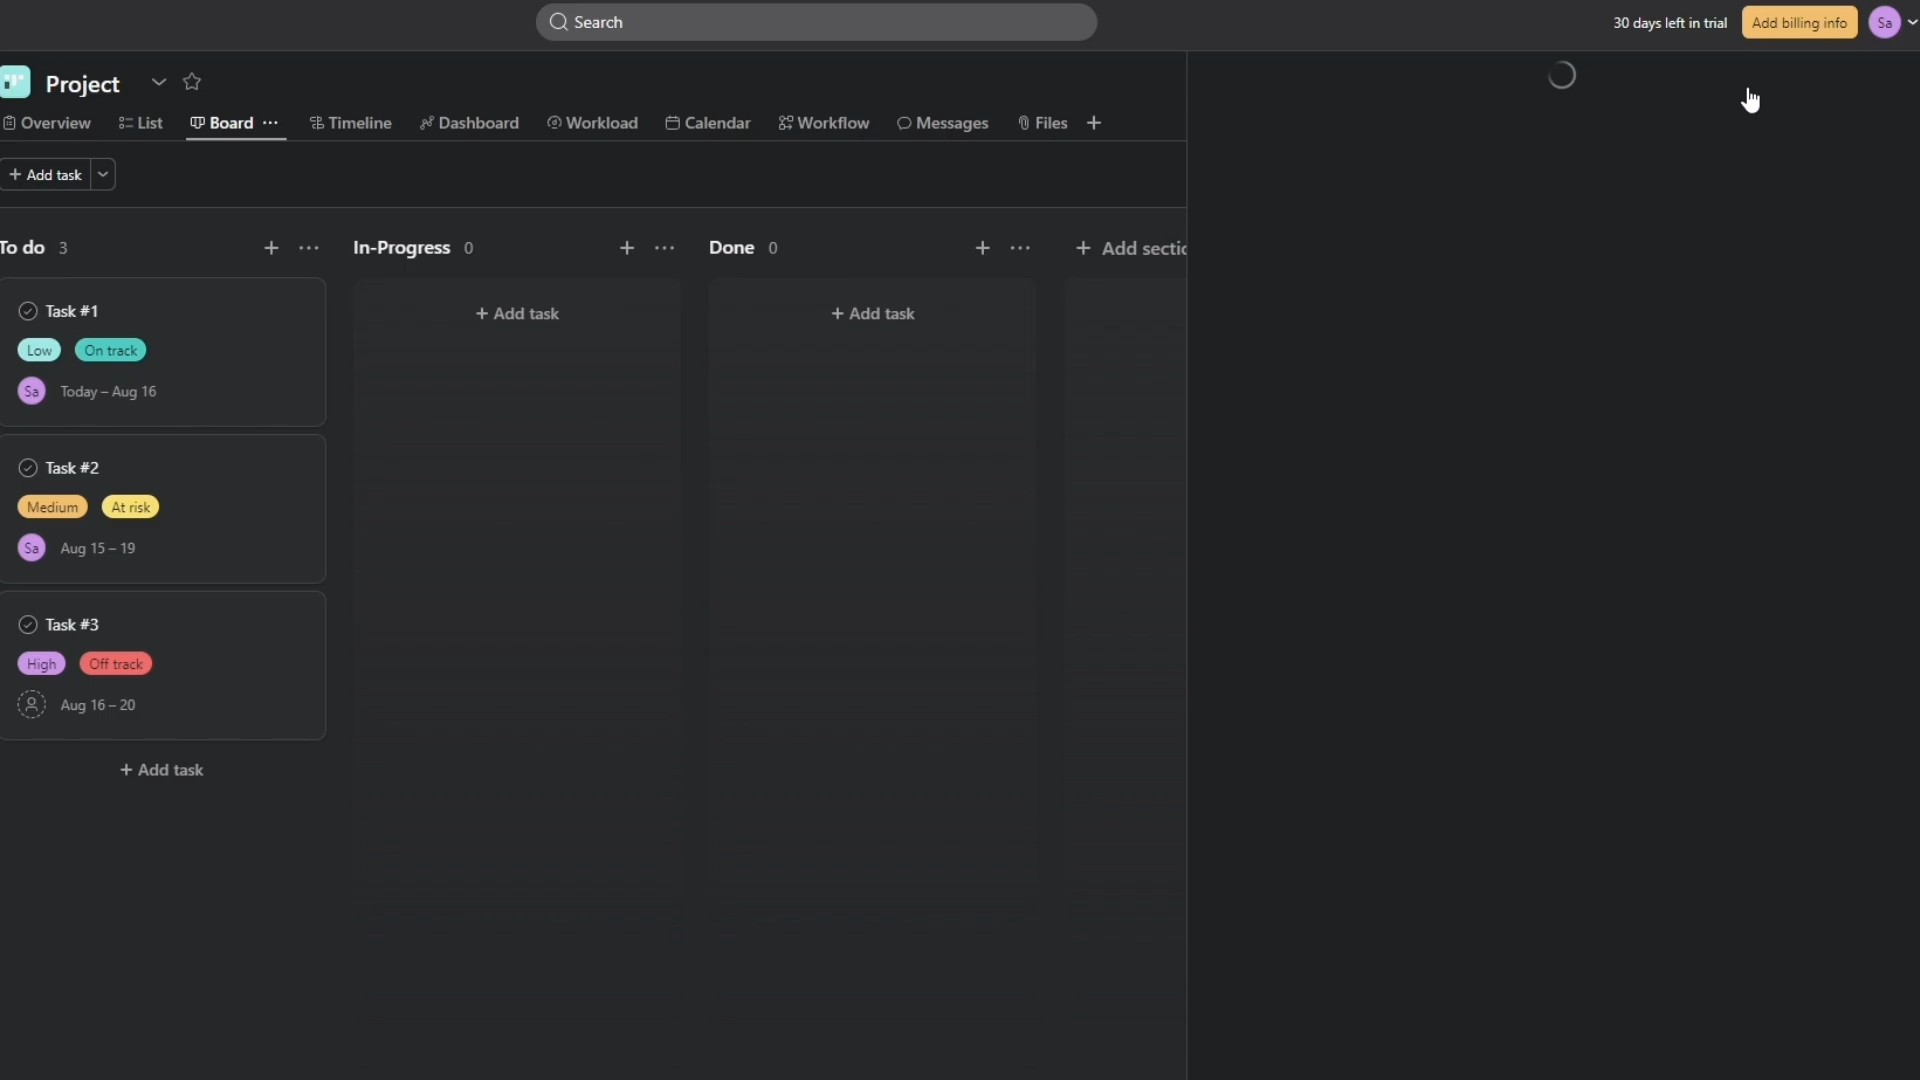 Search
30 days left in trial
Add billing info
Sa
Project
Overview
List
Board
Timeline
Dashboard
Workload
Calendar
Workflow
Messages
Files
+ Add task
To do 3
In-Progress 0
Done 0
+ Add sectio
Task #1
Low
On track
Sa
Today – Aug 16
Task #2
Medium
At risk
Sa
Aug 15 – 19
Task #3
High
Off track
Aug 16 – 20
+ Add task
+ Add task
+ Add task